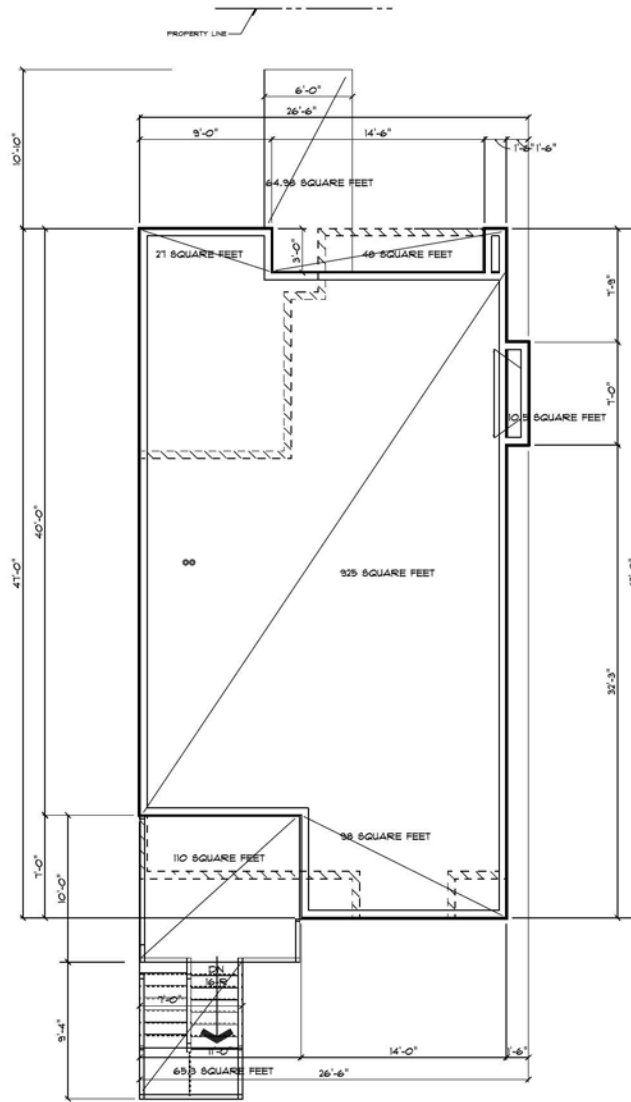 PROPERTY LINE
6'-0"
26'-6"
9'-0"
14'-6"
1'-6"
1'-6"
10'-10"
64.98 SQUARE FEET
27 SQUARE FEET
3'-0"
48 SQUARE FEET
7'-9"
7'-0"
10.5 SQUARE FEET
40'-0"
47'-0"
925 SQUARE FEET
32'-3"
98 SQUARE FEET
110 SQUARE FEET
7'-0"
10'-0"
DN
16-R
7'-0"
9'-4"
11'-0"
14'-0"
1'-6"
65.3 SQUARE FEET
26'-6"